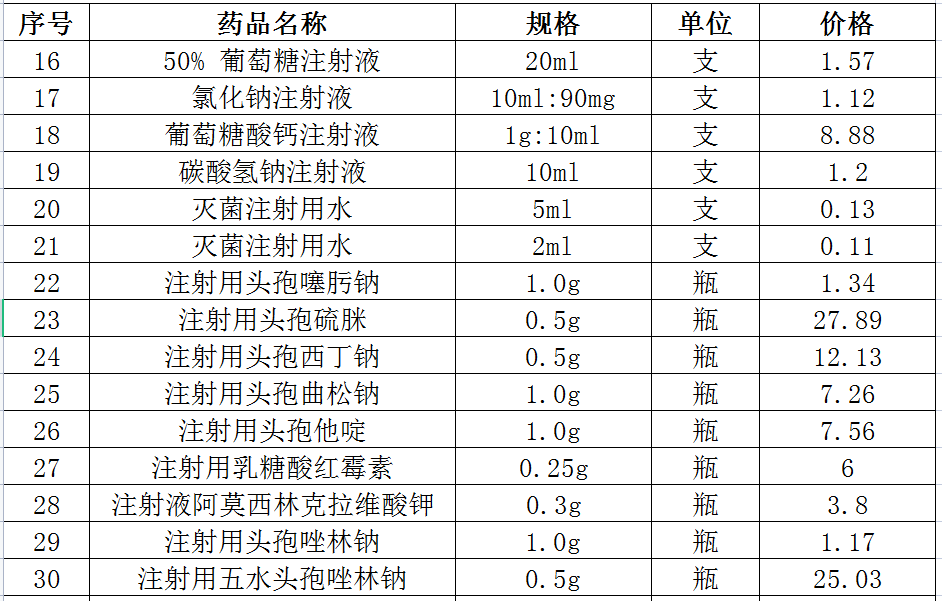 序号 药品名称 规格 单位 价格
16 50% 葡萄糖注射液 20ml 支 1.57
17 氯化钠注射液 10ml:90mg 支 1.12
18 葡萄糖酸钙注射液 1g:10ml 支 8.88
19 碳酸氢钠注射液 10ml 支 1.2
20 灭菌注射用水 5ml 支 0.13
21 灭菌注射用水 2ml 支 0.11
22 注射用头孢噻肟钠 1.0g 瓶 1.34
23 注射用头孢硫脒 0.5g 瓶 27.89
24 注射用头孢西丁钠 0.5g 瓶 12.13
25 注射用头孢曲松钠 1.0g 瓶 7.26
26 注射用头孢他啶 1.0g 瓶 7.56
27 注射用乳糖酸红霉素 0.25g 瓶 6
28 注射液阿莫西林克拉维酸钾 0.3g 瓶 3.8
29 注射用头孢唑林钠 1.0g 瓶 1.17
30 注射用五水头孢唑林钠 0.5g 瓶 25.03